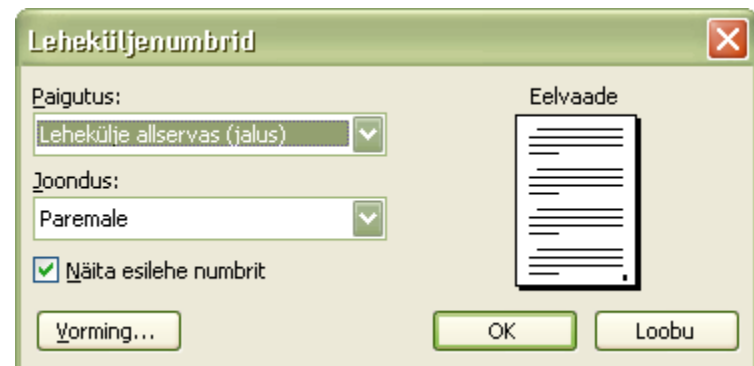 Leheküljenumbrid
Paigutus:
Eelvaade
Lehekülje allservas (jalus)
Joondus:
Paremale
Näita esilehe numbrit
Vorming...
OK
Loobu